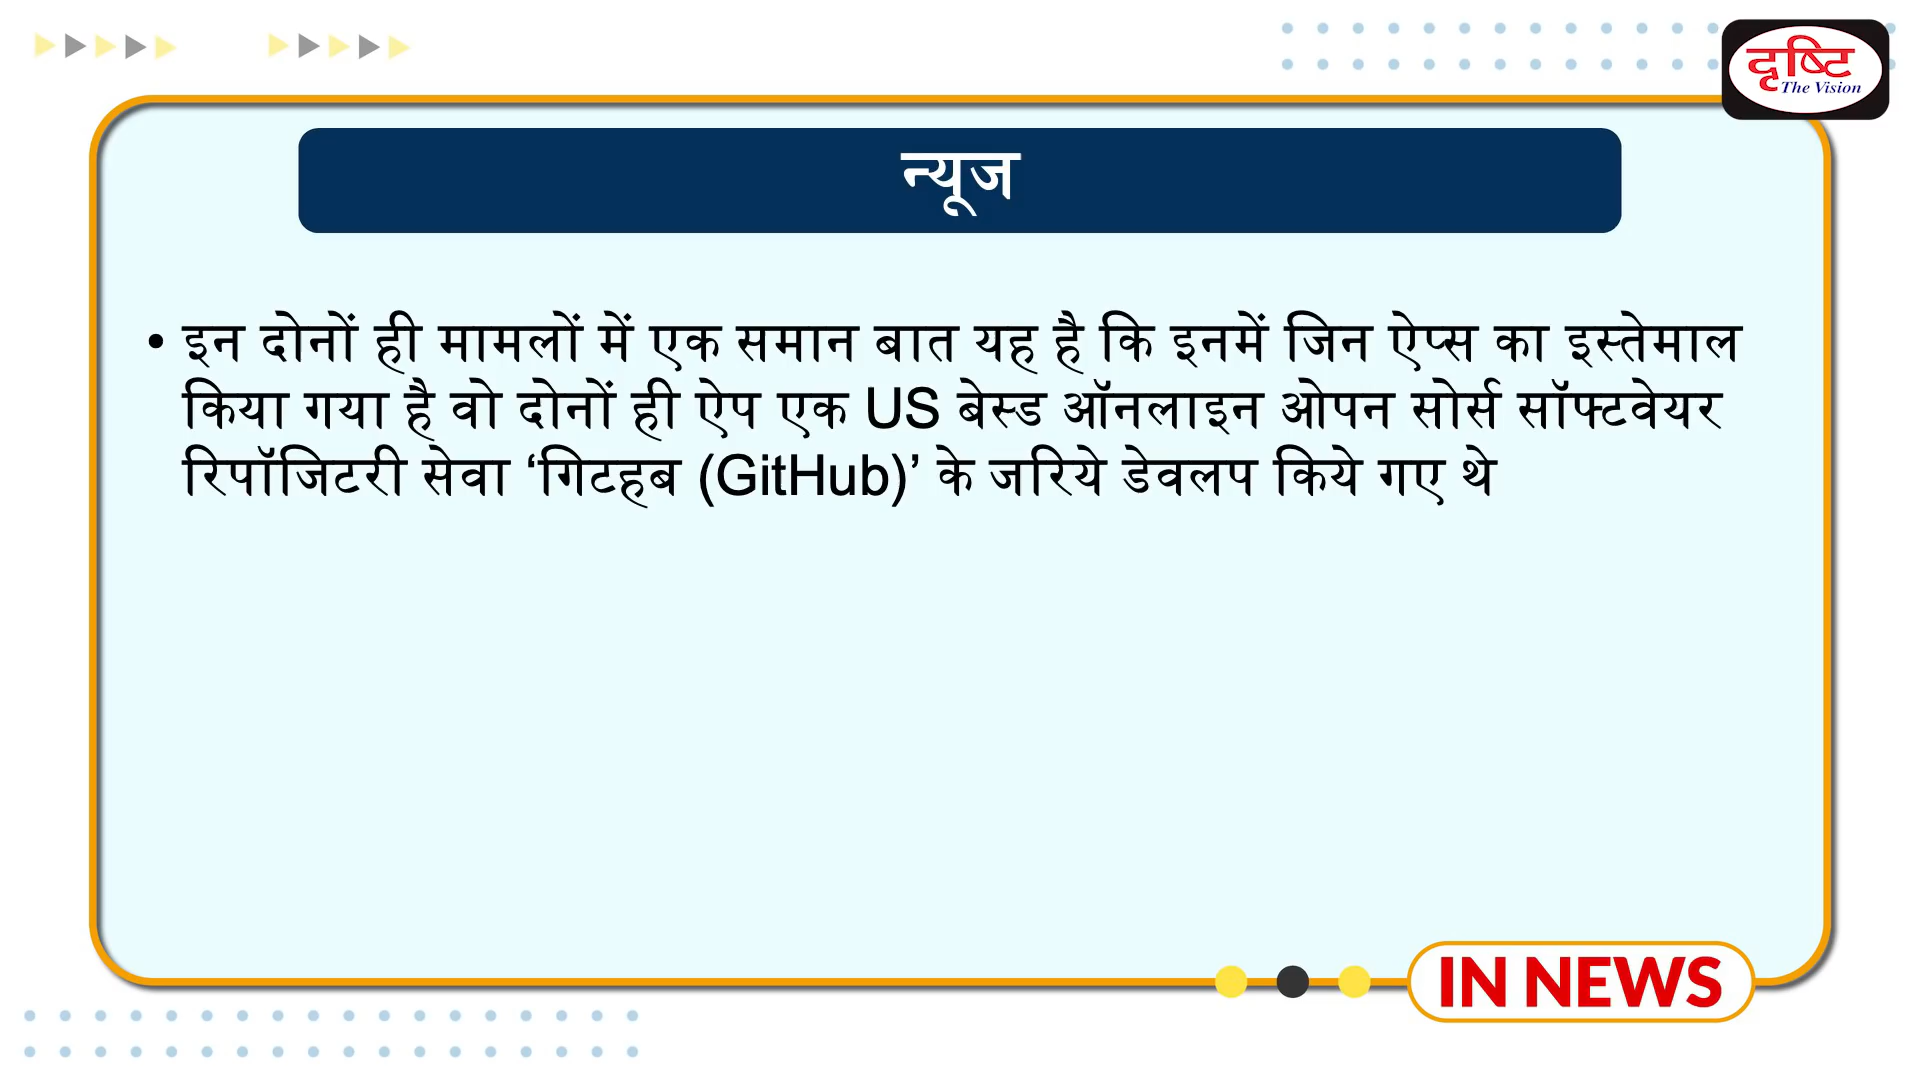 दृष्टि
The Vision
न्यूज
• इन दोनों ही मामलों में एक समान बात यह है कि इनमें जिन ऐप्स का इस्तेमाल
किया गया है वो दोनों ही ऐप एक US बेस्ड ऑनलाइन ओपन सोर्स सॉफ्टवेयर
रिपॉजिटरी सेवा ‘गिटहब (GitHub)’ के जरिये डेवलप किये गए थे
IN NEWS